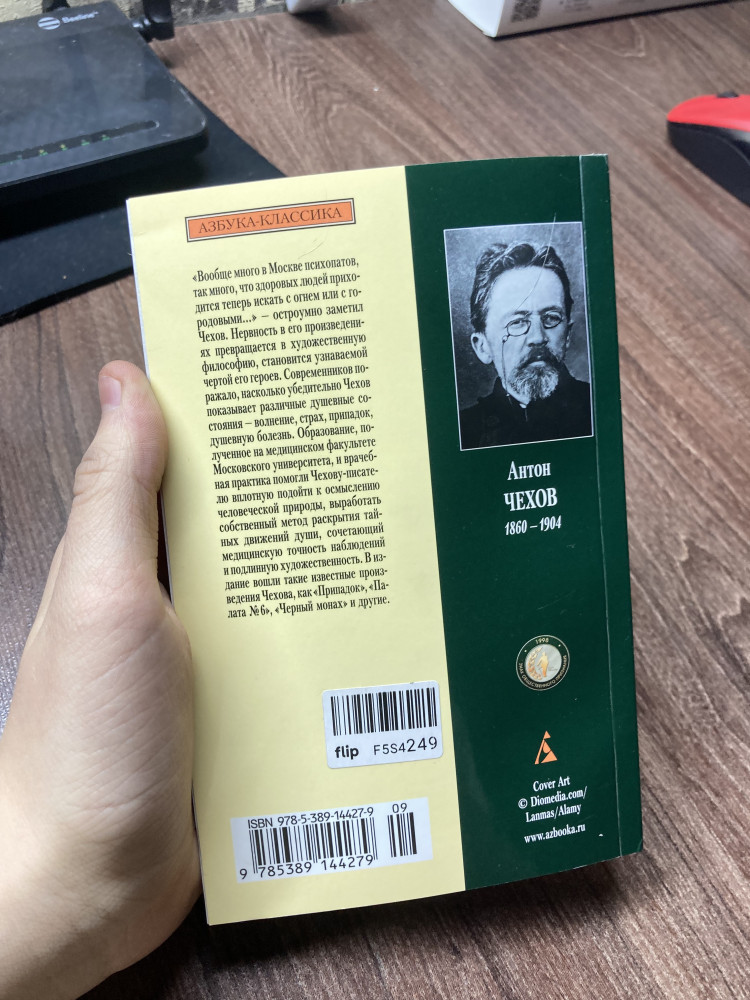 Beeline
АЗБУКА-КЛАССИКА
«Вообще много в Москве психопатов,
так много, что здоровых людей прихо-
дится теперь искать с огнем или с го-
родовыми...» – остроумно заметил
Чехов. Нервность в его произведени-
ях превращается в художественную
философию, становится узнаваемой
чертой его героев. Современников по-
ражало, насколько убедительно Чехов
показывает различные душевные со-
стояния – волнение, страх, припадок,
душевную болезнь. Образование, по-
лученное на медицинском факультете
Московского университета, и врачеб-
ная практика помогли Чехову-писате-
лю вплотную подойти к осмыслению
человеческой природы, выработать
собственный метод раскрытия тай-
ных движений души, сочетающий
медицинскую точность наблюдений
и подлинную художественность. В из-
дание вошли такие известные произ-
ведения Чехова, как «Припадок», «Па-
лата № 6», «Черный монах» и другие.
flip F5S4249
ISBN 978-5-389-14427-9
09
9 785389 144279
Антон
ЧЕХОВ
1860 – 1904
1998
ЗНАК ОБЩЕСТВЕННОГО ПРИЗНАНИЯ
Cover Art
© Diomedia.com/
Lanmas/Alamy
www.azbooka.ru